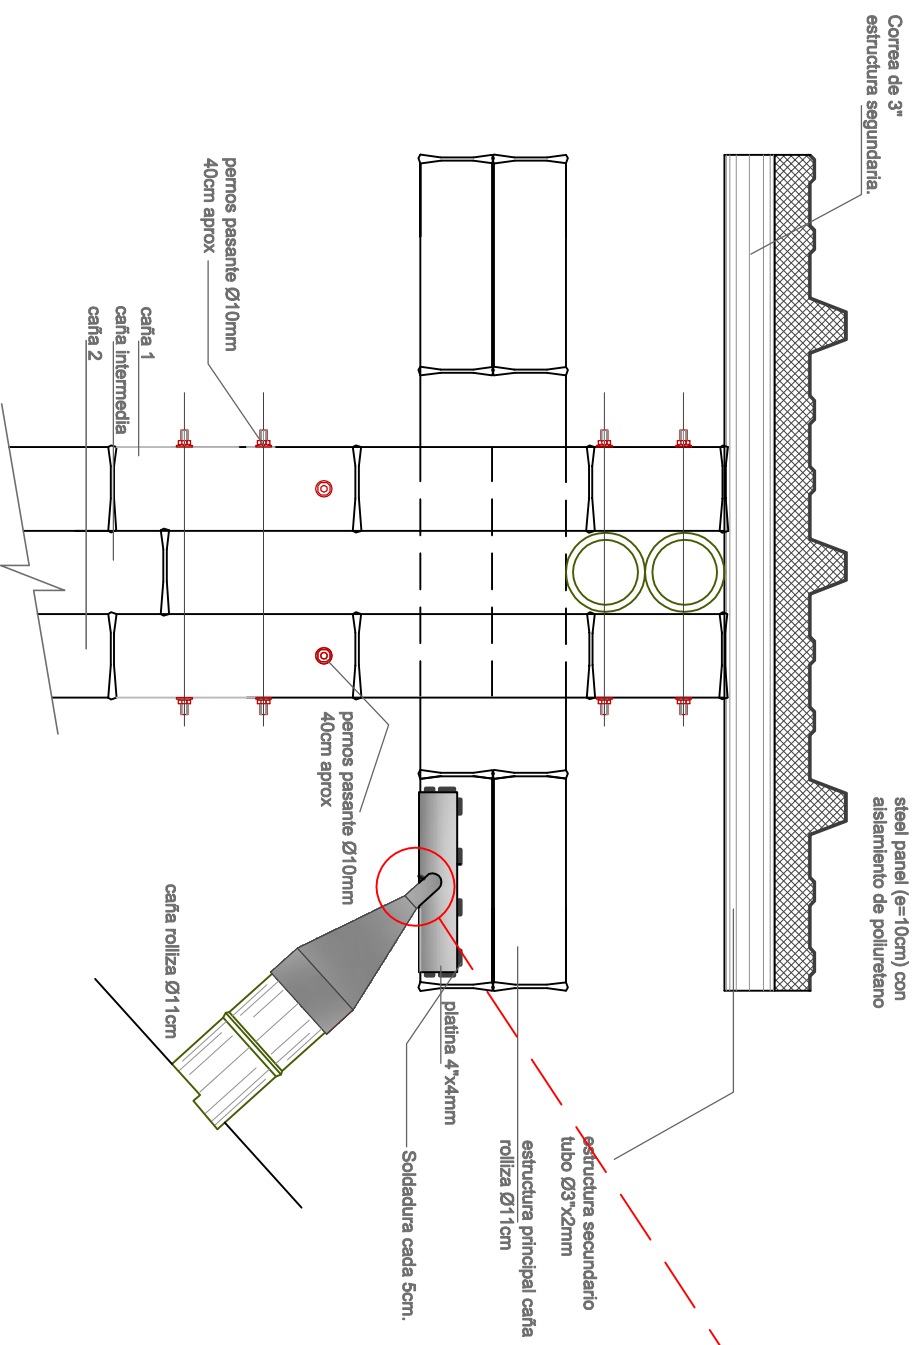 Correa de 3"
estructura segundaria.
steel panel (e=10cm) con
aislamiento de poliuretano
pernos pasante Ø10mm
40cm aprox
caña 1
caña intermedia
caña 2
pernos pasante Ø10mm
40cm aprox
caña rolliza Ø11cm
platina 4"x4mm
Soldadura cada 5cm.
estructura principal caña
rolliza Ø11cm
estructura secundario
tubo Ø3"x2mm